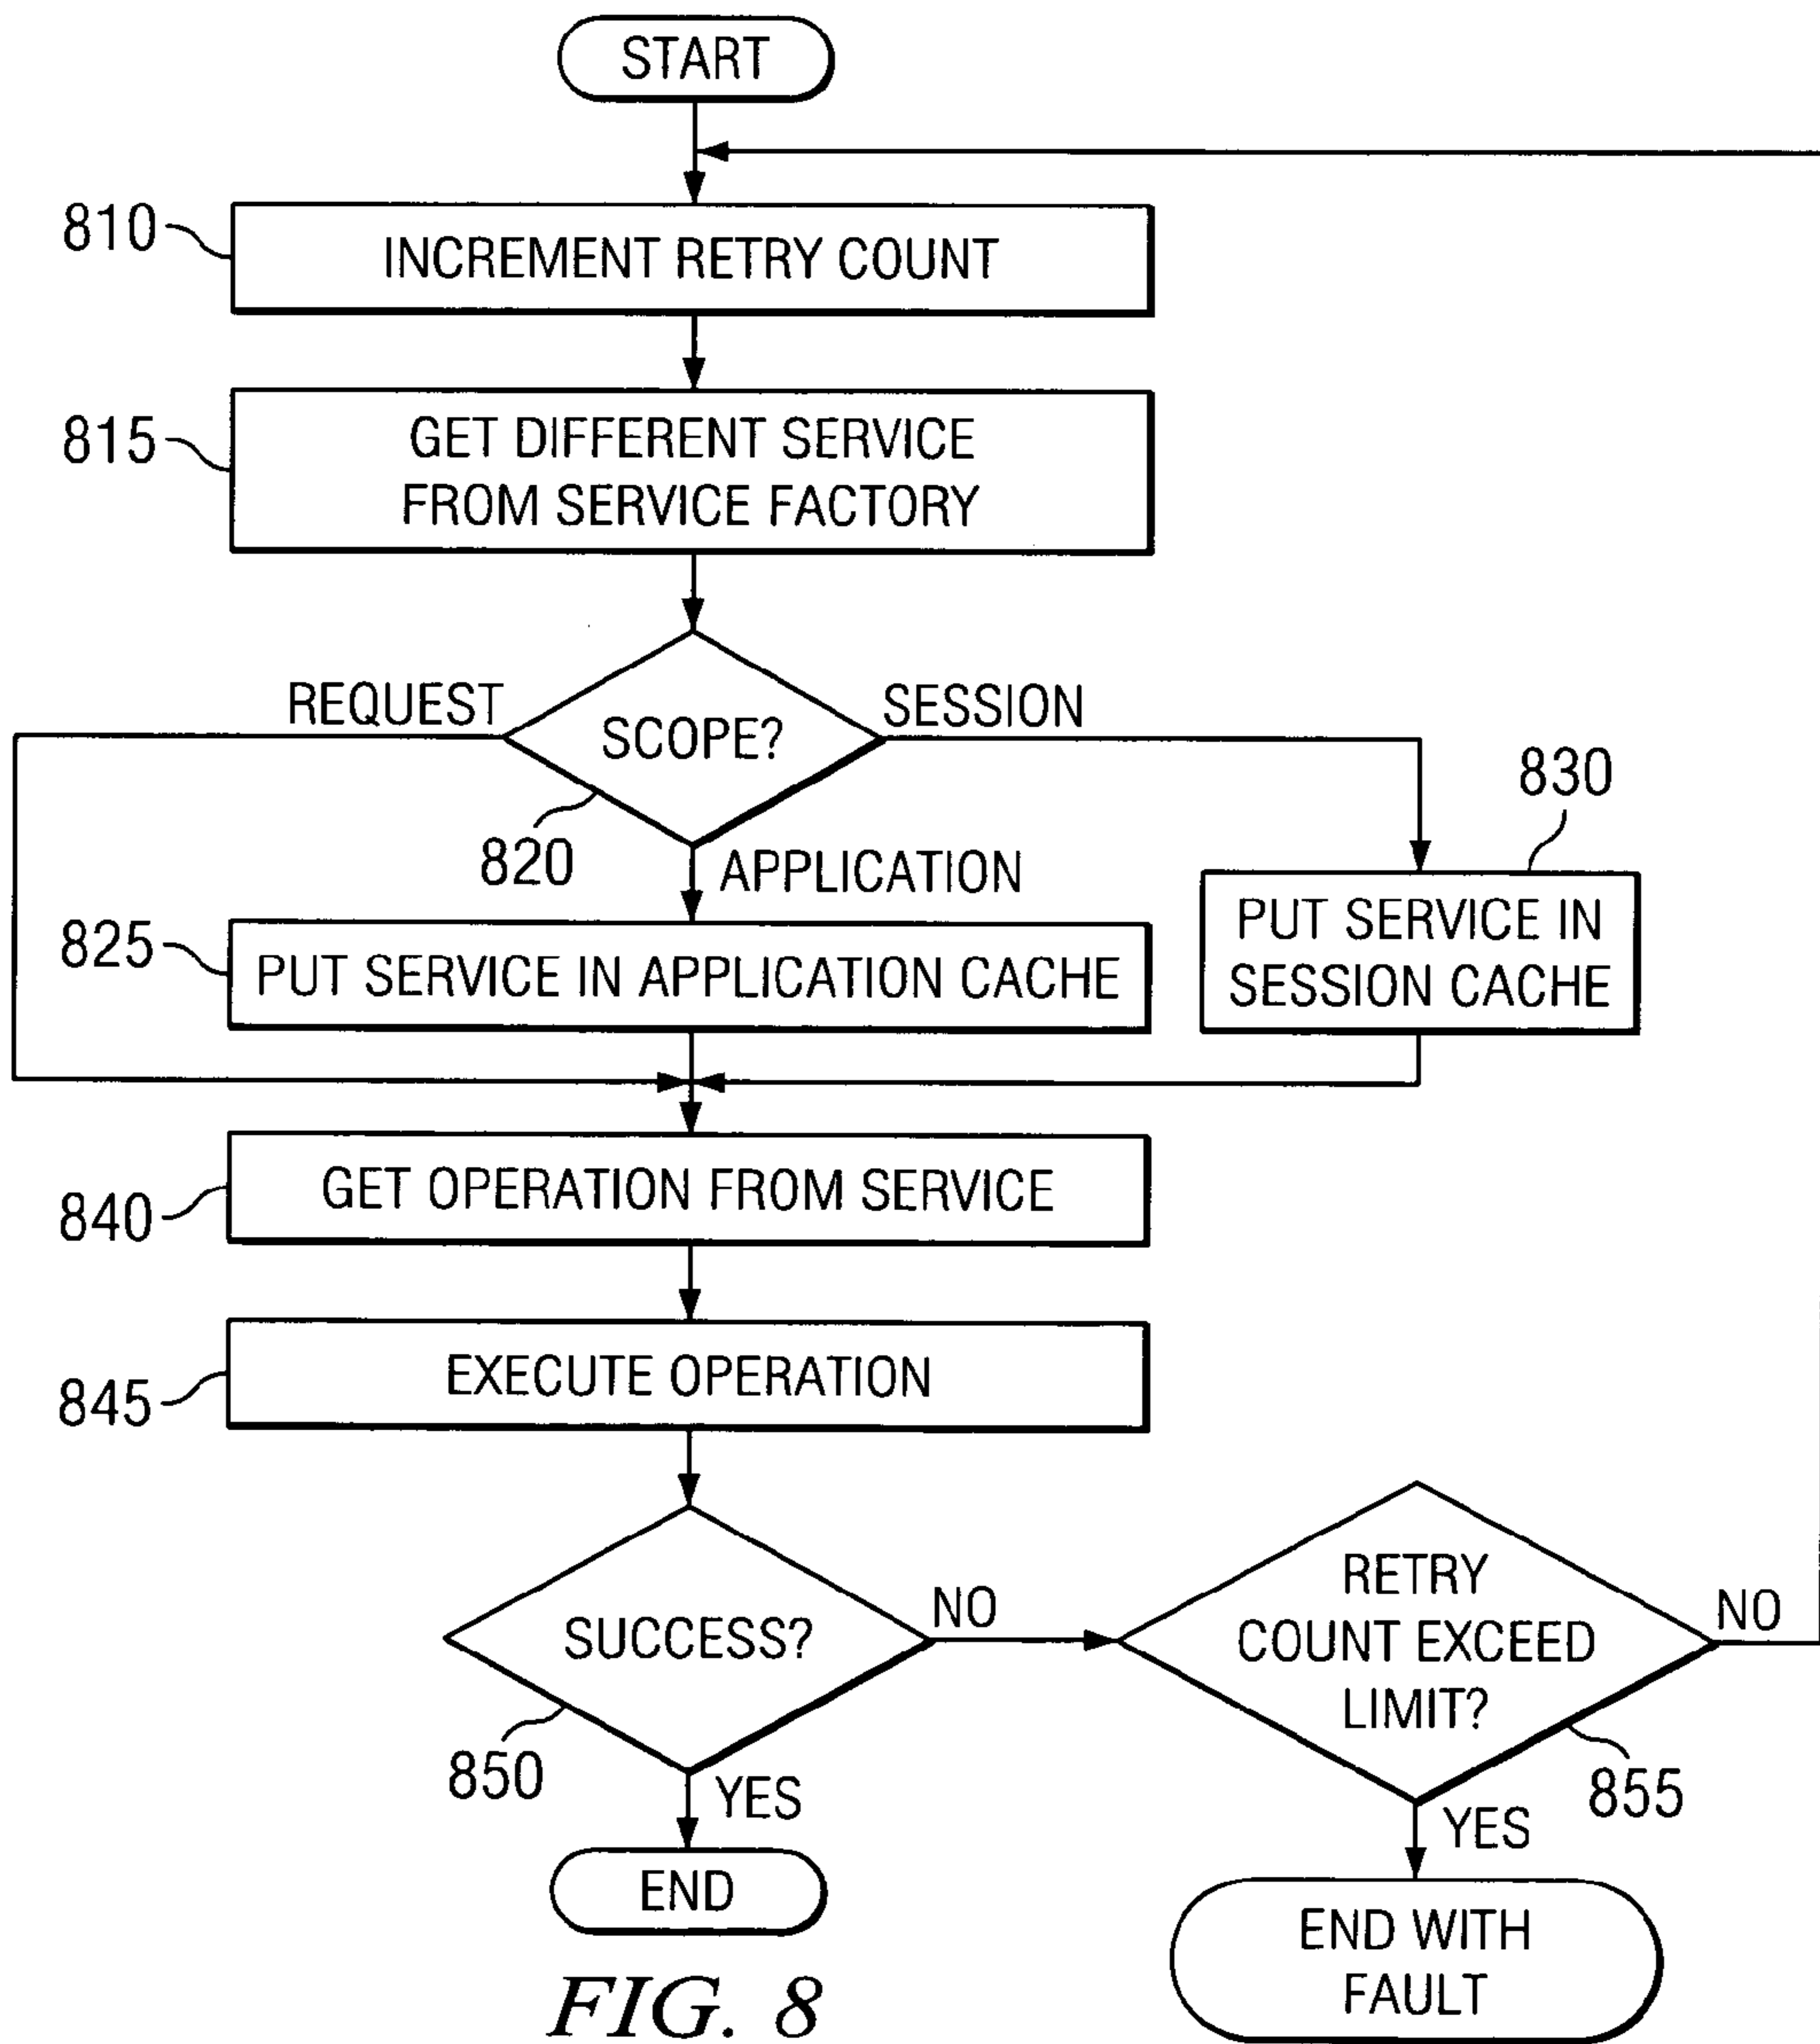 START
810
INCREMENT RETRY COUNT
815
GET DIFFERENT SERVICE
FROM SERVICE FACTORY
REQUEST
SCOPE?
SESSION
820
APPLICATION
830
825
PUT SERVICE IN APPLICATION CACHE
PUT SERVICE IN
SESSION CACHE
840
GET OPERATION FROM SERVICE
845
EXECUTE OPERATION
SUCCESS?
NO
RETRY
COUNT EXCEED
LIMIT?
NO
850
YES
855
YES
END
END WITH
FAULT
FIG. 8